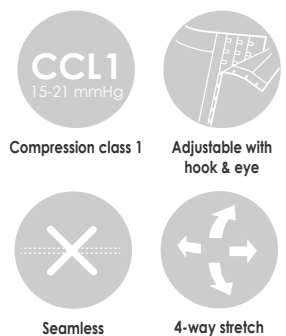 CCL1
15-21 mmHg
Compression class 1
Adjustable with
hook & eye
Seamless
4-way stretch